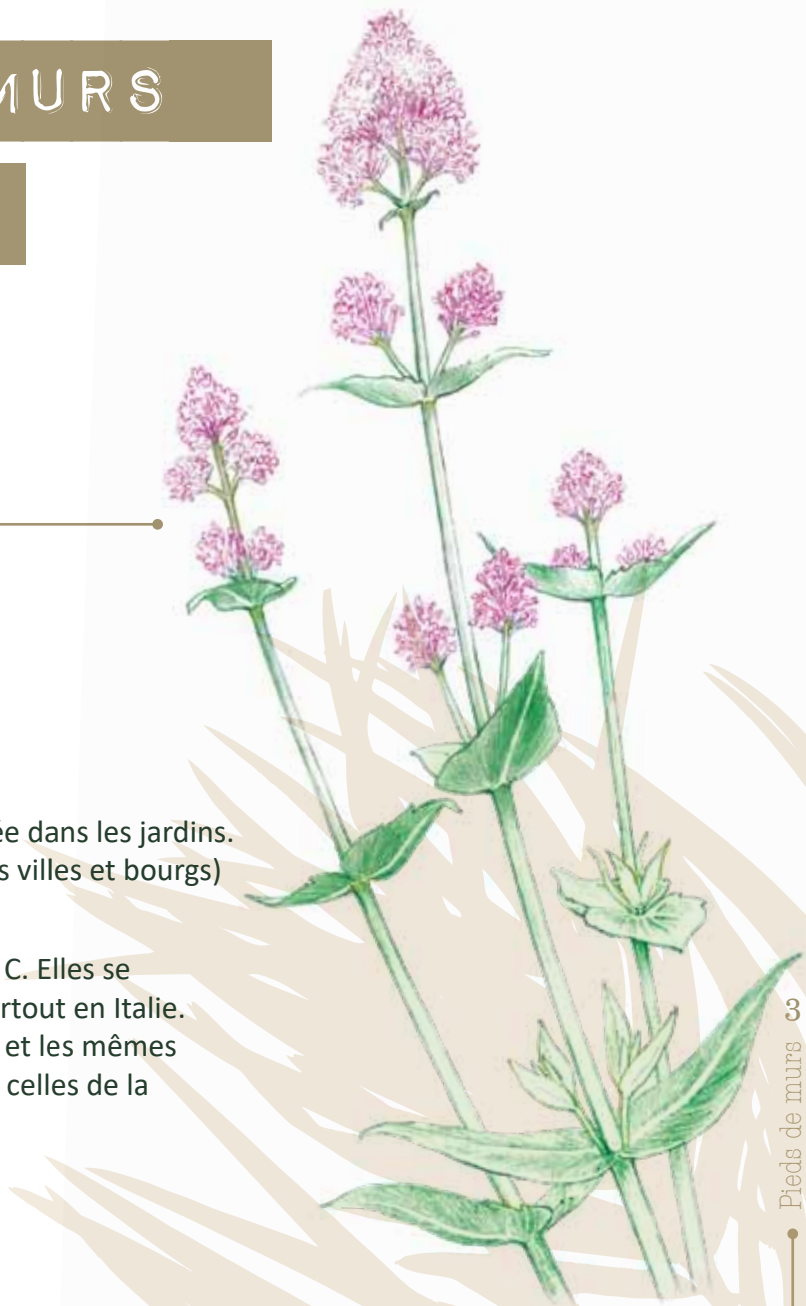 MURS
ée dans les jardins.
s villes et bourgs)
C. Elles se
rtout en Italie.
et les mêmes
celles de la
Pieds de murs 3